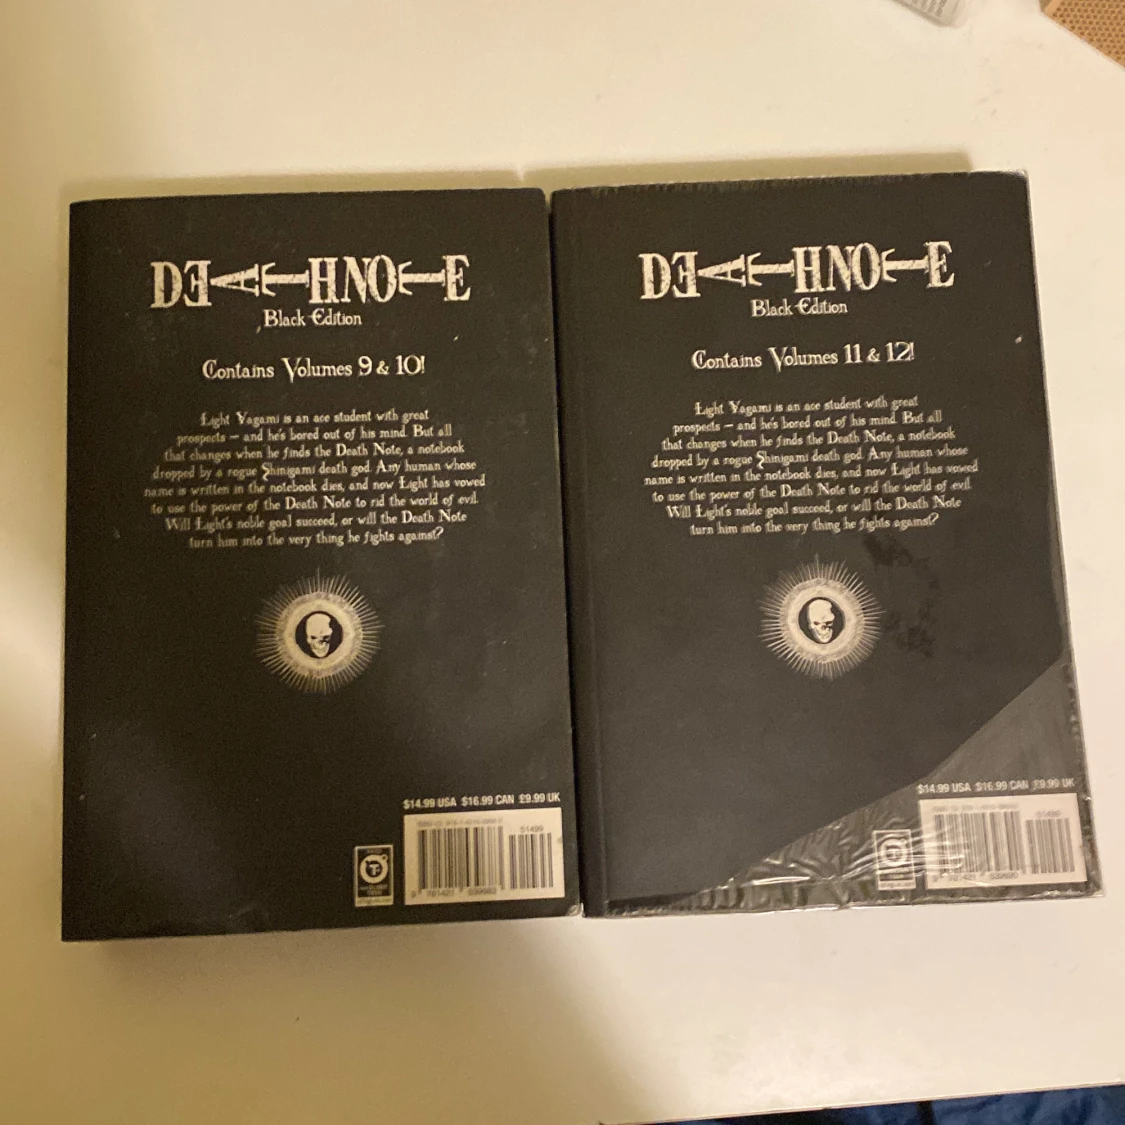 DEATH NOTE
Black Edition
Contains Volumes 9 & 10!
Light Yagami is an ace student with great
prospects – and he's bored out of his mind. But all
that changes when he finds the Death Note, a notebook
dropped by a rogue Shinigami death god. Any human whose
name is written in the notebook dies, and now Light has vowed
to use the power of the Death Note to rid the world of evil.
Will Light's noble goal succeed, or will the Death Note
turn him into the very thing he fights against?
$14.99 USA $16.99 CAN £9.99 UK
51499
T
DEATH NOTE
Black Edition
Contains Volumes 11 & 12!
Light Yagami is an ace student with great
prospects – and he's bored out of his mind. But all
that changes when he finds the Death Note, a notebook
dropped by a rogue Shinigami death god. Any human whose
name is written in the notebook dies, and now Light has vowed
to use the power of the Death Note to rid the world of evil.
Will Light's noble goal succeed, or will the Death Note
turn him into the very thing he fights against?
$14.99 USA $16.99 CAN £9.99 UK
51499
T